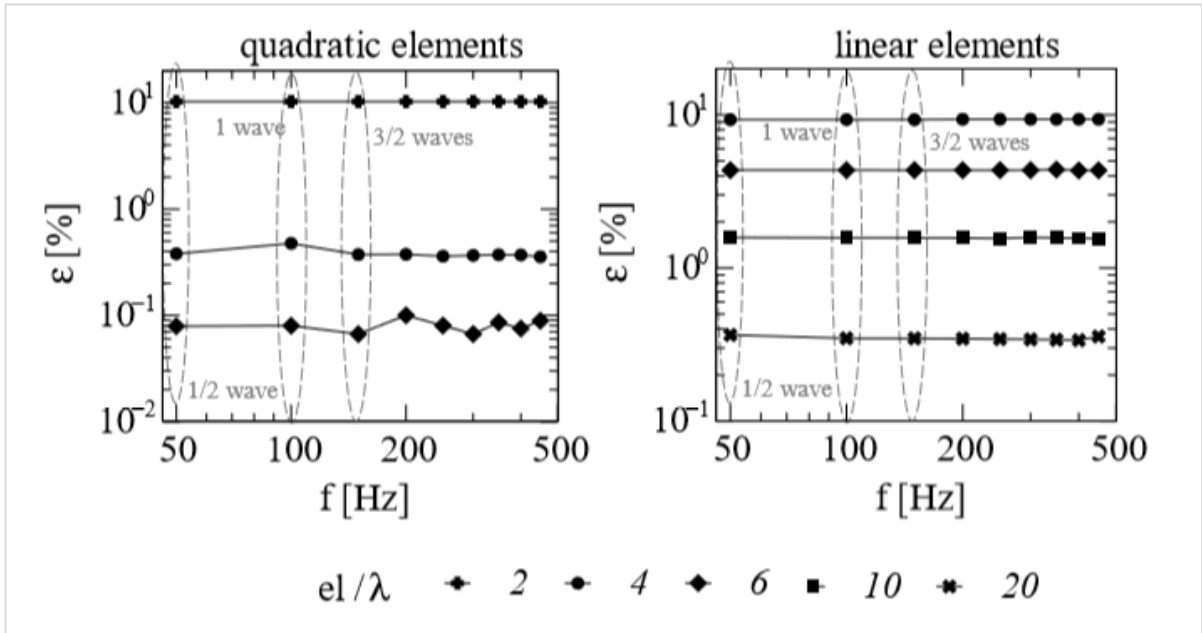 quadratic elements
10^1
10^0
10^-1
10^-2
ε [%]
1 wave
3/2 waves
1/2 wave
50 100 200 500
f [Hz]
linear elements
10^1
10^0
10^-1
ε [%]
1 wave
3/2 waves
1/2 wave
50 100 200 500
f [Hz]
el /λ 2 4 6 10 20